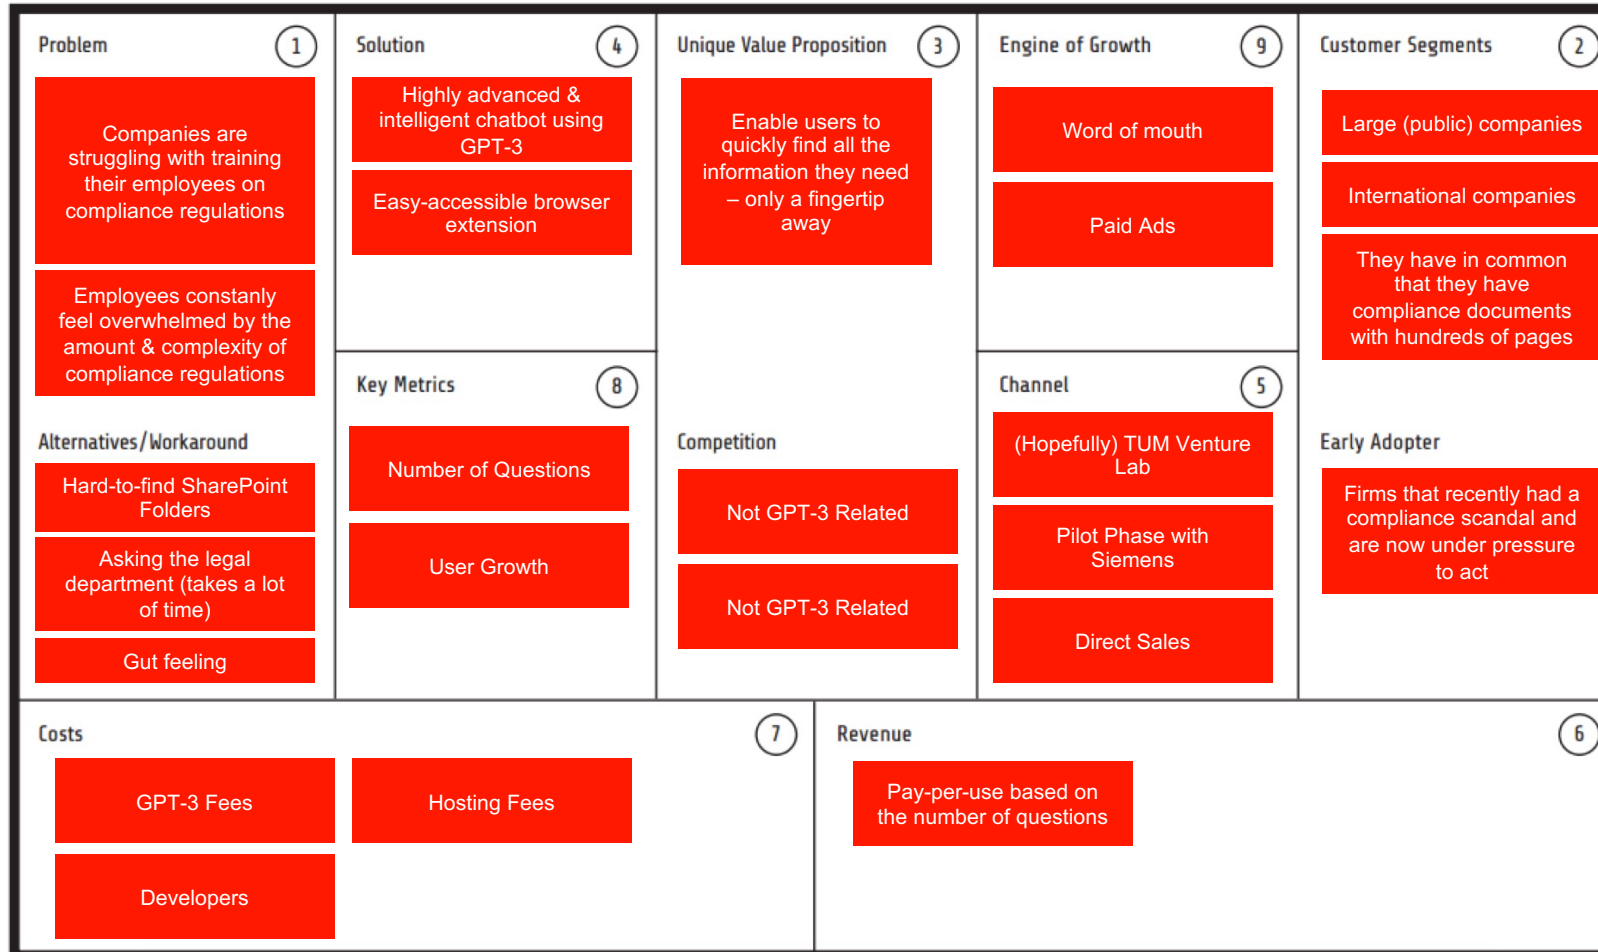 Problem
1
Companies are
struggling with training
their employees on
compliance regulations
Employees constanly
feel overwhelmed by the
amount & complexity of
compliance regulations
Alternatives/Workaround
Hard-to-find SharePoint
Folders
Asking the legal
department (takes a lot
of time)
Gut feeling
Solution
4
Highly advanced &
intelligent chatbot using
GPT-3
Easy-accessible browser
extension
Key Metrics
8
Number of Questions
User Growth
Unique Value Proposition
3
Enable users to
quickly find all the
information they need
– only a fingertip
away
Competition
Not GPT-3 Related
Not GPT-3 Related
Engine of Growth
9
Word of mouth
Paid Ads
Channel
5
(Hopefully) TUM Venture
Lab
Pilot Phase with
Siemens
Direct Sales
Customer Segments
2
Large (public) companies
International companies
They have in common
that they have
compliance documents
with hundreds of pages
Early Adopter
Firms that recently had a
compliance scandal and
are now under pressure
to act
Costs
7
GPT-3 Fees
Hosting Fees
Developers
Revenue
6
Pay-per-use based on
the number of questions